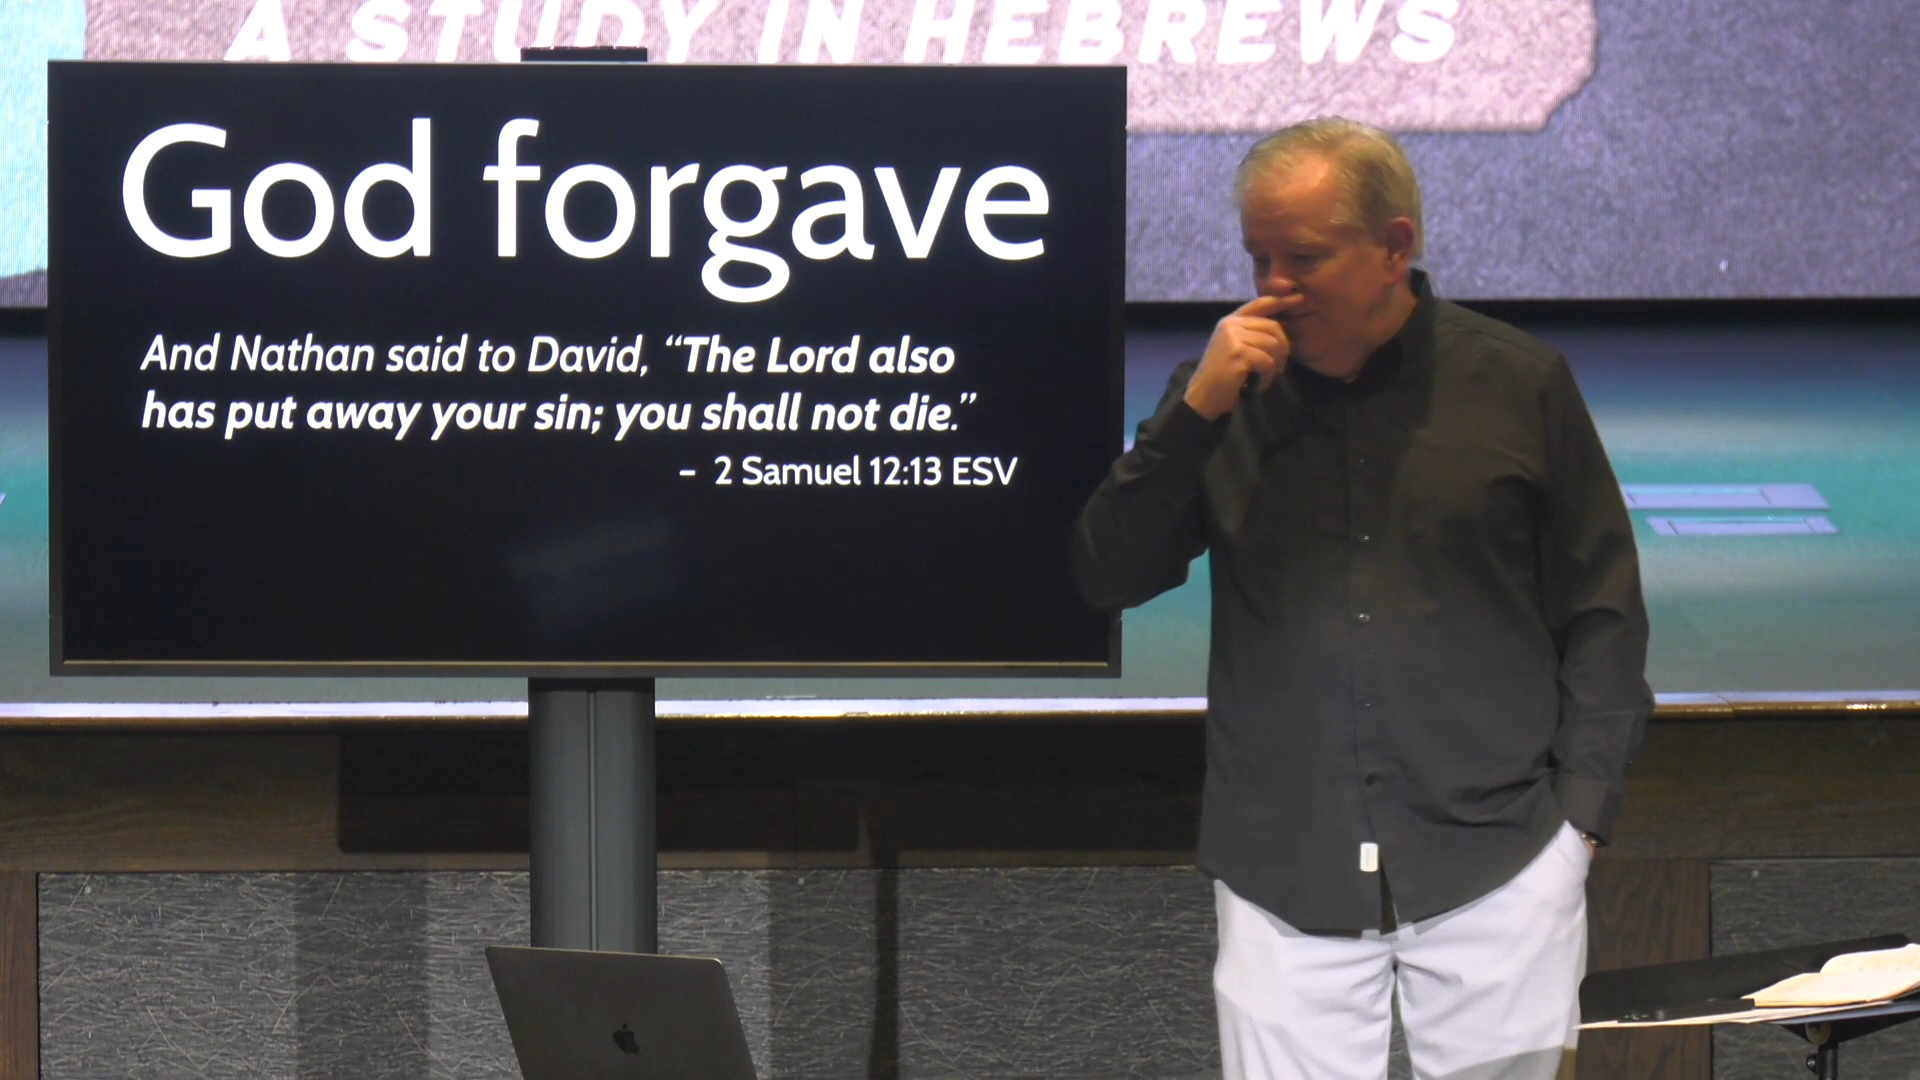 A STUDY IN HEBREWS
God forgave
And Nathan said to David, “The Lord also
has put away your sin; you shall not die.”
– 2 Samuel 12:13 ESV